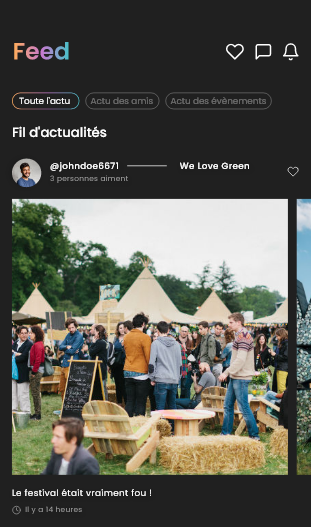 Feed
Toute l'actu Actu des amis Actu des évènements
Fil d'actualités
@johndoe6671 We Love Green
3 personnes aiment
Le festival était vraiment fou !
Il y a 14 heures